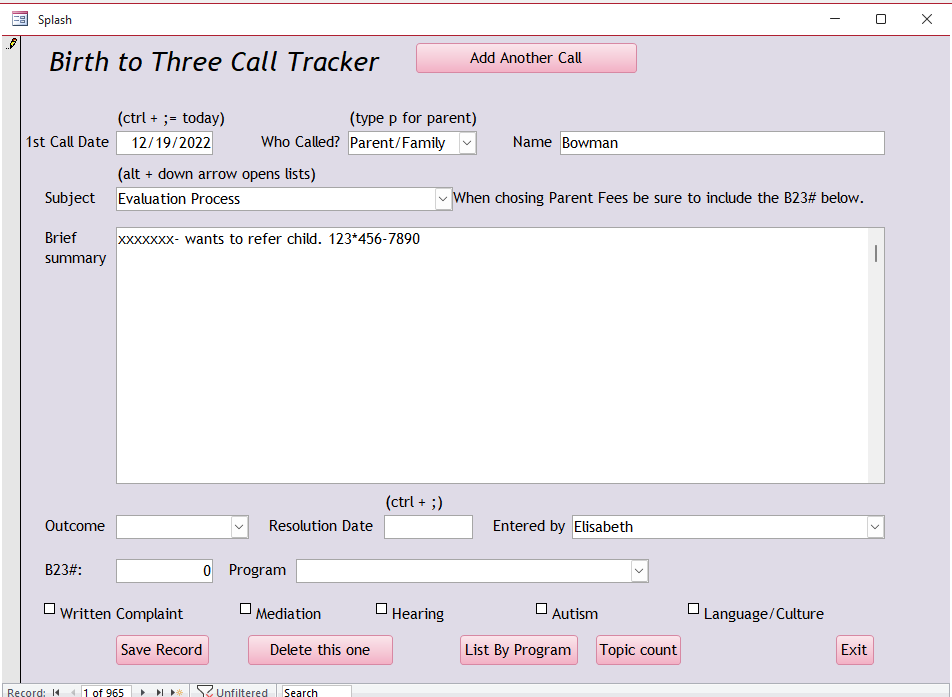 Splash
Birth to Three Call Tracker Add Another Call
(ctrl + ;= today) (type p for parent)
1st Call Date 12/19/2022 Who Called? Parent/Family Name Bowman
(alt + down arrow opens lists)
Subject Evaluation Process When chosing Parent Fees be sure to include the B23# below.
Brief summary xxxxxxx- wants to refer child. 123*456-7890
(ctrl + ;)
Outcome Resolution Date Entered by Elisabeth
B23#: 0 Program
Written Complaint Mediation Hearing Autism Language/Culture
Save Record Delete this one List By Program Topic count Exit
Record: 1 of 965 Unfiltered Search